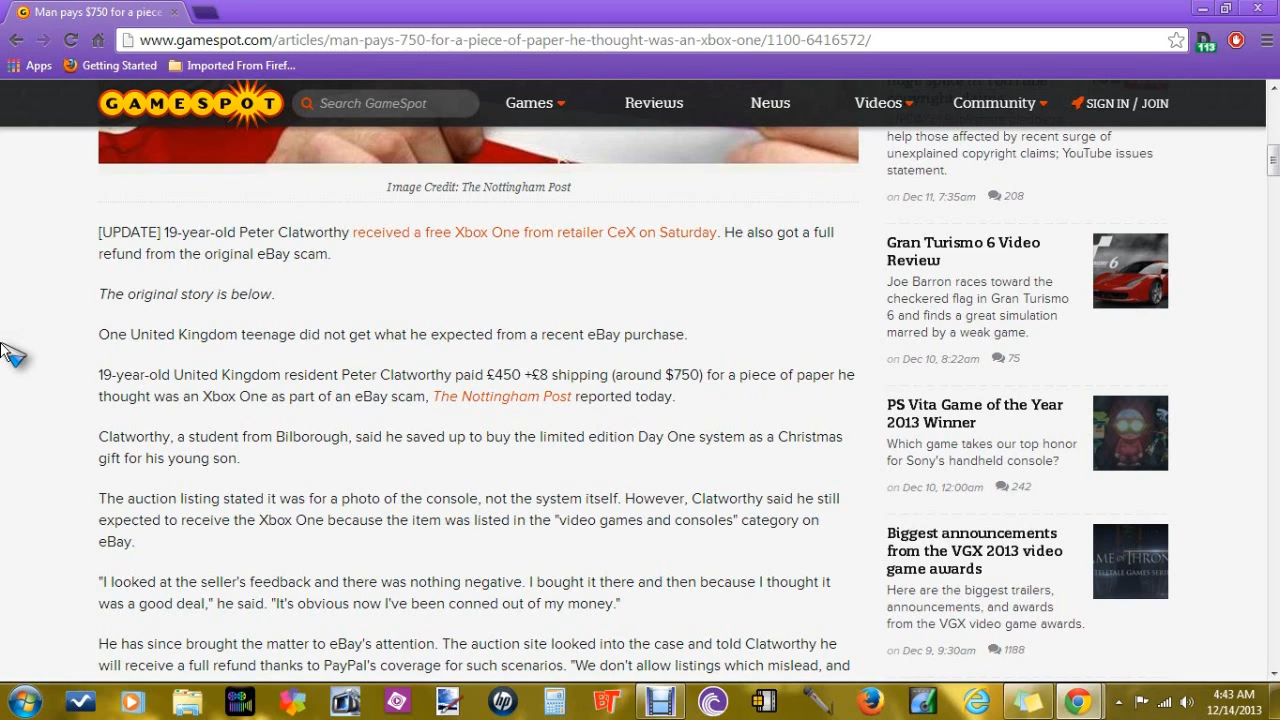 Man pays $750 for a piece
www.gamespot.com/articles/man-pays-750-for-a-piece-of-paper-he-thought-was-an-xbox-one/1100-6416572/
113
Apps
Getting Started
Imported From Firef...
GAMESPOT
Search GameSpot
Games
Reviews
News
Videos
Community
SIGN IN / JOIN
Image Credit: The Nottingham Post
[UPDATE] 19-year-old Peter Clatworthy received a free Xbox One from retailer CeX on Saturday. He also got a full
refund from the original eBay scam.
The original story is below.
One United Kingdom teenage did not get what he expected from a recent eBay purchase.
19-year-old United Kingdom resident Peter Clatworthy paid £450 +£8 shipping (around $750) for a piece of paper he
thought was an Xbox One as part of an eBay scam, The Nottingham Post reported today.
Clatworthy, a student from Bilborough, said he saved up to buy the limited edition Day One system as a Christmas
gift for his young son.
The auction listing stated it was for a photo of the console, not the system itself. However, Clatworthy said he still
expected to receive the Xbox One because the item was listed in the "video games and consoles" category on
eBay.
"I looked at the seller's feedback and there was nothing negative. I bought it there and then because I thought it
was a good deal," he said. "It's obvious now I've been conned out of my money."
He has since brought the matter to eBay's attention. The auction site looked into the case and told Clatworthy he
will receive a full refund thanks to PayPal's coverage for such scenarios. "We don't allow listings which mislead, and
help those affected by recent surge of
unexplained copyright claims; YouTube issues
statement.
on Dec 11, 7:35am 208
Gran Turismo 6 Video
Review
Joe Barron races toward the
checkered flag in Gran Turismo
6 and finds a great simulation
marred by a weak game.
on Dec 10, 8:22am 75
PS Vita Game of the Year
2013 Winner
Which game takes our top honor
for Sony's handheld console?
on Dec 10, 12:00am 242
Biggest announcements
from the VGX 2013 video
game awards
Here are the biggest trailers,
announcements, and awards
from the VGX video game awards.
on Dec 9, 9:30am 1188
4:43 AM
12/14/2013